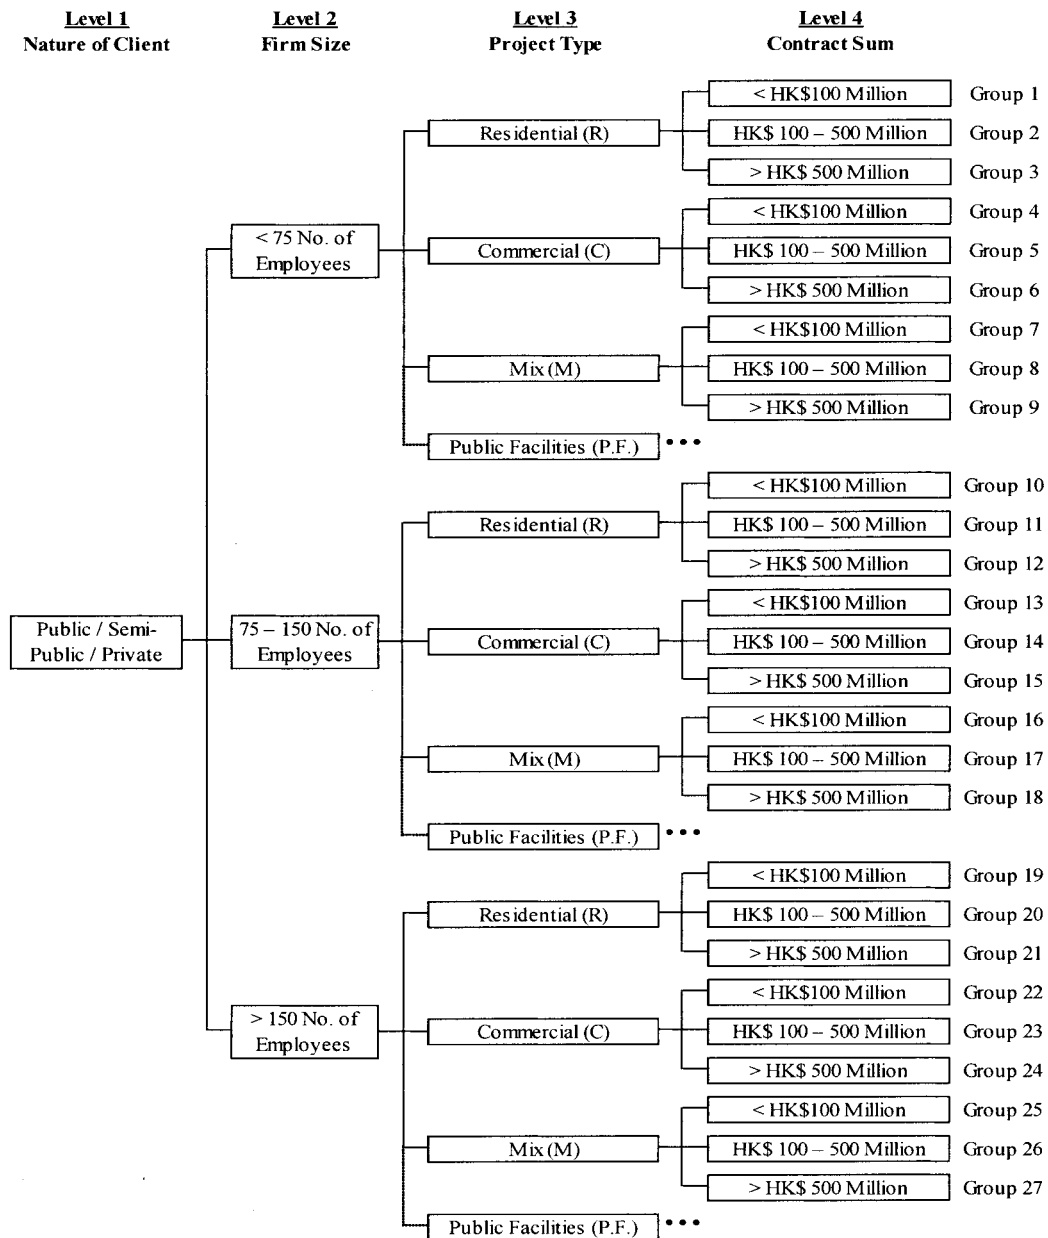 Level 1
Nature of Client
Level 2
Firm Size
Level 3
Project Type
Level 4
Contract Sum
Public / Semi-
Public / Private
< 75 No. of
Employees
Residential (R)
< HK$100 Million Group 1
HK$ 100 – 500 Million Group 2
> HK$ 500 Million Group 3
Commercial (C)
< HK$100 Million Group 4
HK$ 100 – 500 Million Group 5
> HK$ 500 Million Group 6
Mix (M)
< HK$100 Million Group 7
HK$ 100 – 500 Million Group 8
> HK$ 500 Million Group 9
Public Facilities (P.F.) •••
75 – 150 No. of
Employees
Residential (R)
< HK$100 Million Group 10
HK$ 100 – 500 Million Group 11
> HK$ 500 Million Group 12
Commercial (C)
< HK$100 Million Group 13
HK$ 100 – 500 Million Group 14
> HK$ 500 Million Group 15
Mix (M)
< HK$100 Million Group 16
HK$ 100 – 500 Million Group 17
> HK$ 500 Million Group 18
Public Facilities (P.F.) •••
> 150 No. of
Employees
Residential (R)
< HK$100 Million Group 19
HK$ 100 – 500 Million Group 20
> HK$ 500 Million Group 21
Commercial (C)
< HK$100 Million Group 22
HK$ 100 – 500 Million Group 23
> HK$ 500 Million Group 24
Mix (M)
< HK$100 Million Group 25
HK$ 100 – 500 Million Group 26
> HK$ 500 Million Group 27
Public Facilities (P.F.) •••